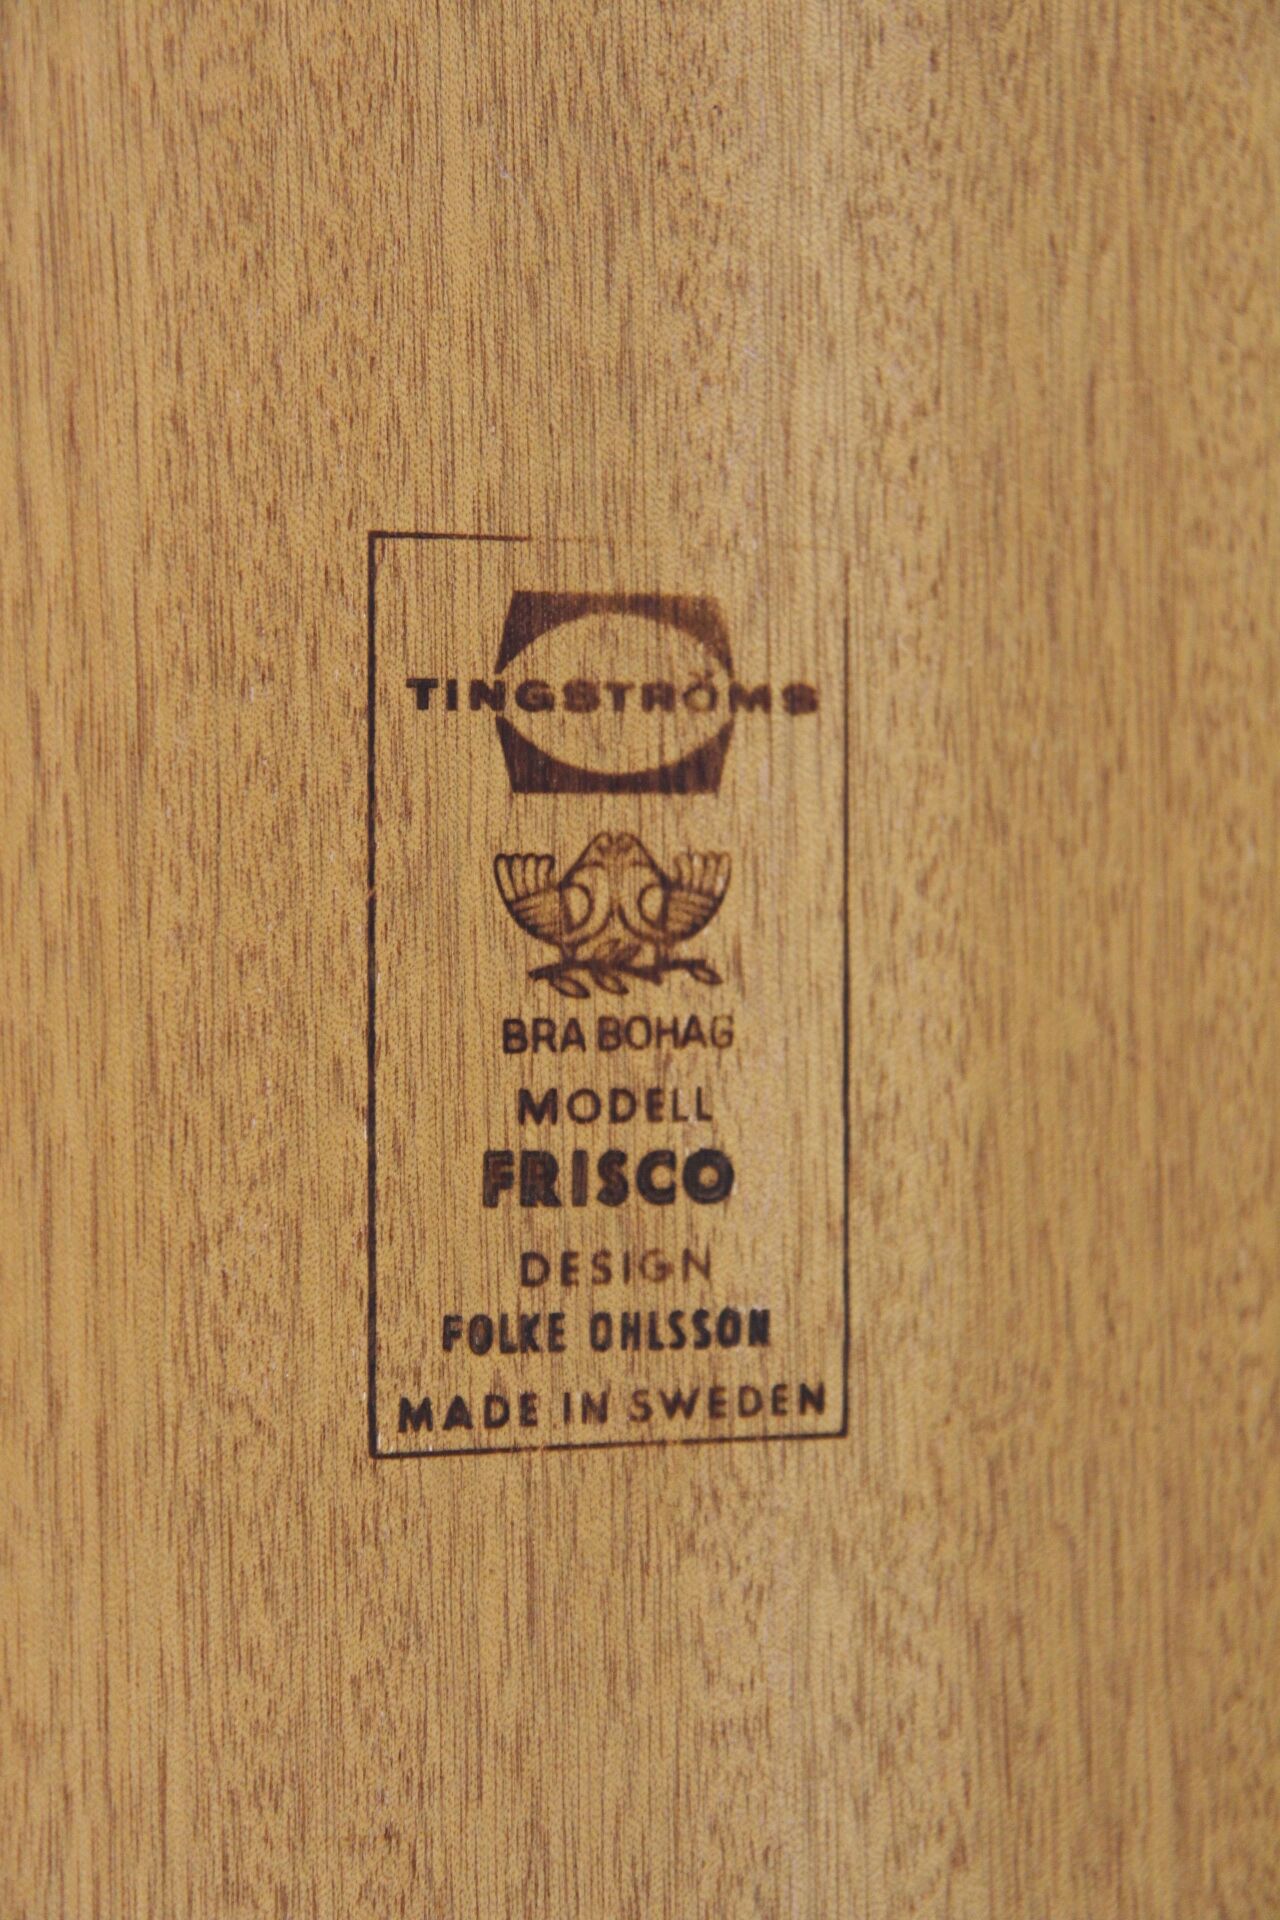 TINGSTRÖMS
BRA BOHAG
MODELL
FRISCO
DESIGN
FOLKE OHLSSON
MADE IN SWEDEN